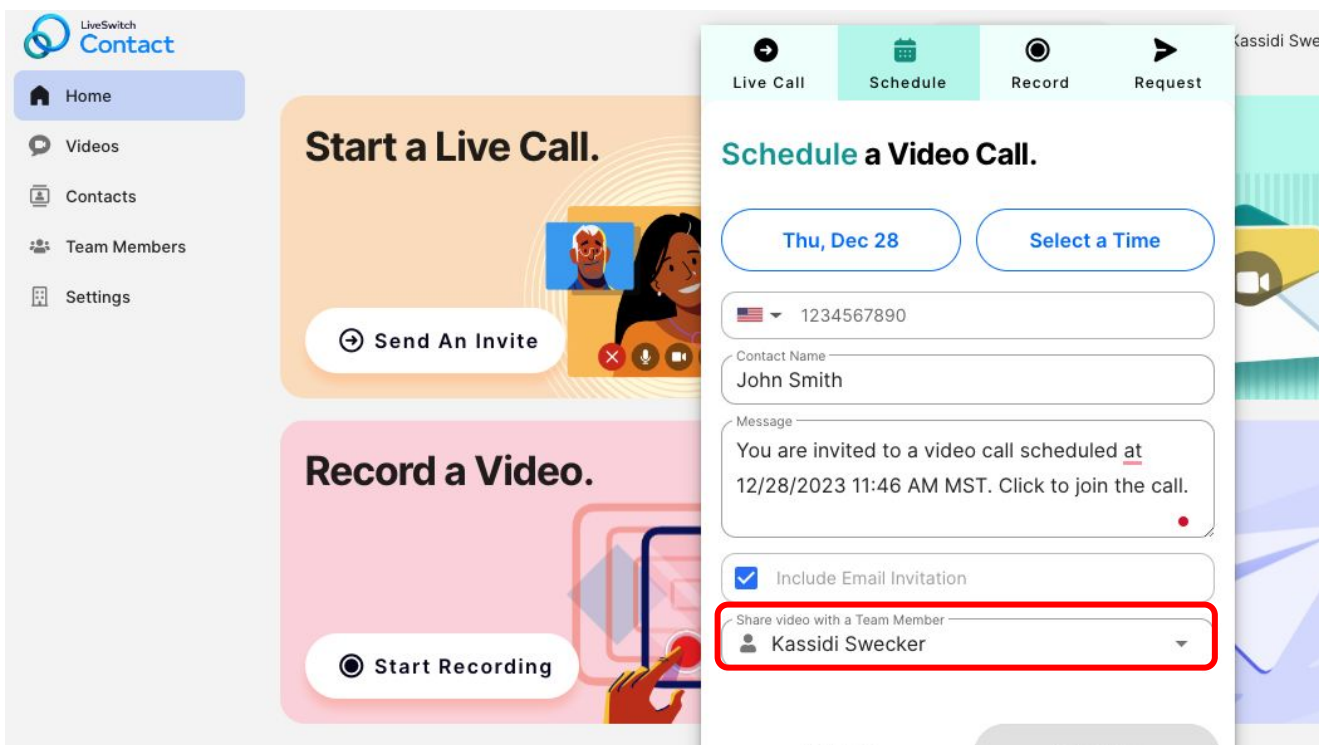 LiveSwitch
Contact
Home
Videos
Contacts
Team Members
Settings
Start a Live Call.
Send An Invite
Record a Video.
Start Recording
Kassidi Swe
Live Call
Schedule
Record
Request
Schedule a Video Call.
Thu, Dec 28
Select a Time
1234567890
Contact Name
John Smith
Message
You are invited to a video call scheduled at
12/28/2023 11:46 AM MST. Click to join the call.
Include Email Invitation
Share video with a Team Member
Kassidi Swecker